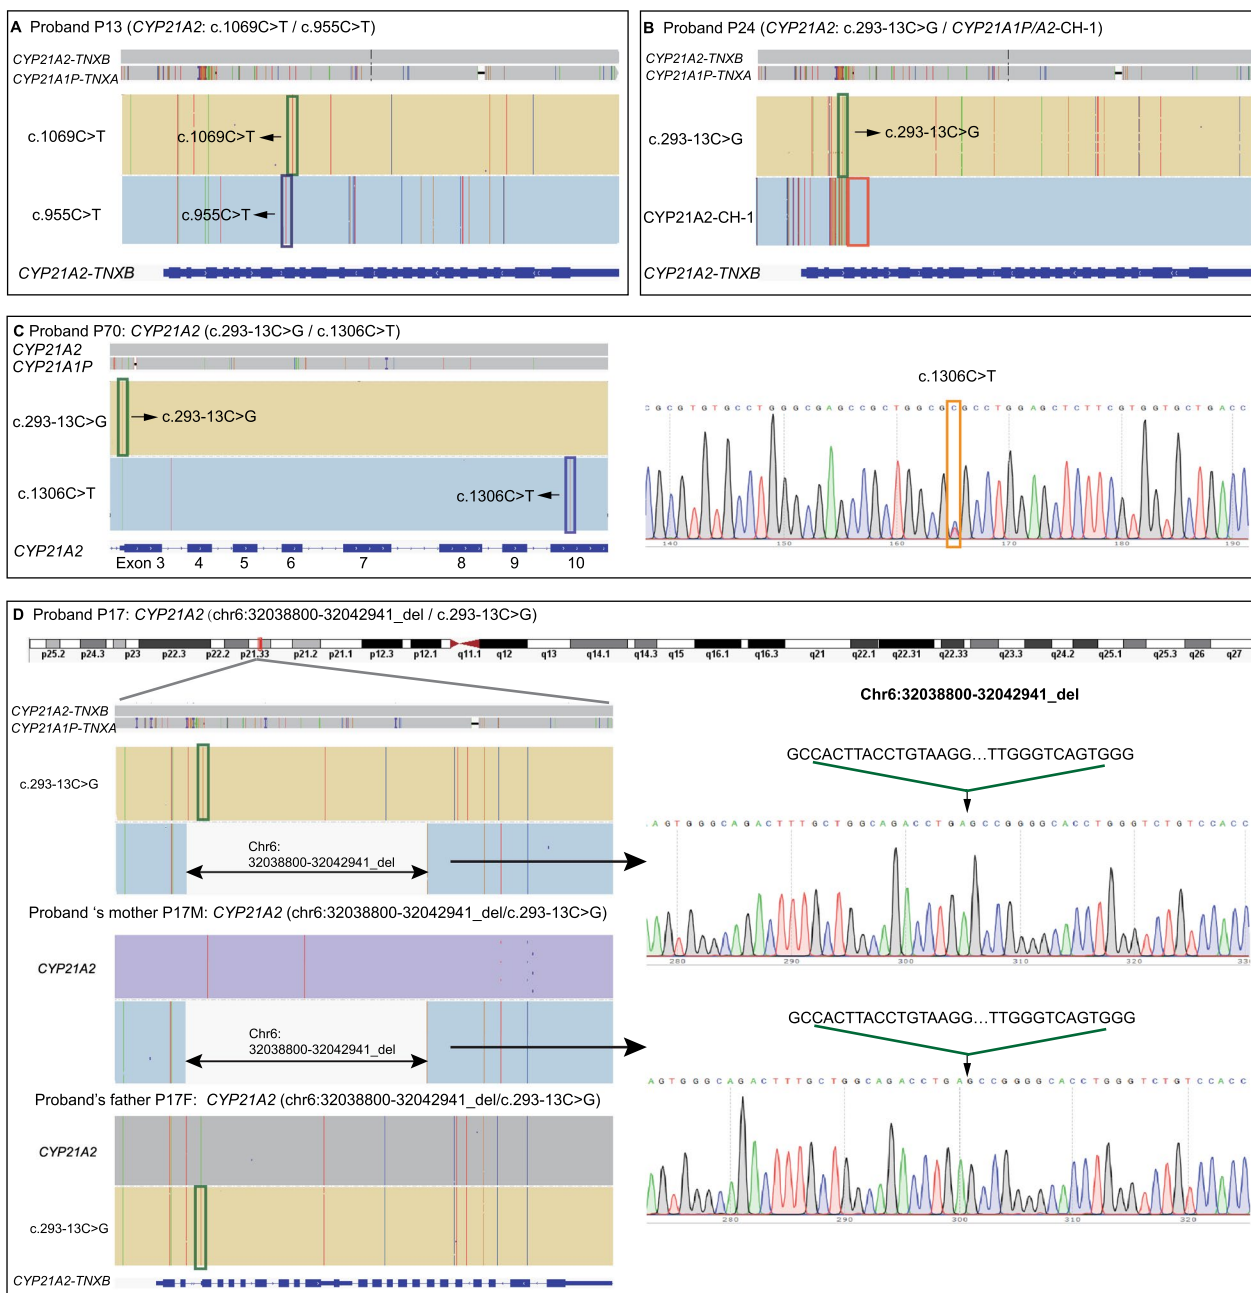 A Proband P13 (CYP21A2: c.1069C>T / c.955C>T)
CYP21A2-TNXB
CYP21A1P-TNXA
c.1069C>T
c.1069C>T
c.955C>T
c.955C>T
CYP21A2-TNXB
B Proband P24 (CYP21A2: c.293-13C>G / CYP21A1P/A2-CH-1)
CYP21A2-TNXB
CYP21A1P-TNXA
c.293-13C>G
c.293-13C>G
CYP21A2-CH-1
CYP21A2-TNXB
C Proband P70: CYP21A2 (c.293-13C>G / c.1306C>T)
CYP21A2
CYP21A1P
c.293-13C>G
c.293-13C>G
c.1306C>T
c.1306C>T
CYP21A2
Exon 3 4 5 6 7 8 9 10
c.1306C>T
CGCGTGTGCCTGGGCGAGCCGCTGGCGCGCCTGGAGCTCTTCGTGGTGCTGACC
140 150 160 170 180 190
D Proband P17: CYP21A2 (chr6:32038800-32042941_del / c.293-13C>G)
p25.2 p24.3 p23 p22.3 p22.2 p21.33 p21.2 p21.1 p12.3 p12.1 q11.1 q12 q13 q14.1 q14.3 q15 q16.1 q16.3 q21 q22.1 q22.31 q22.33 q23.3 q24.2 q25.1 q25.3 q26 q27
CYP21A2-TNXB
CYP21A1P-TNXA
c.293-13C>G
Chr6:
32038800-32042941_del
Chr6:32038800-32042941_del
GCCACTTACCTGTAAGG...TTGGGTCAGTGGG
AGTGGGCAGACTTTGCTGGCAGACCTGAGCCGGGGCACCTGGGTCTGTCCACC
280 290 300 310 320 330
Proband 's mother P17M: CYP21A2 (chr6:32038800-32042941_del/c.293-13C>G)
CYP21A2
Chr6:
32038800-32042941_del
GCCACTTACCTGTAAGG...TTGGGTCAGTGGG
AGTGGGCAGACTTTGCTGGCAGACCTGAGCCGGGGCACCTGGGTCTGTCCACC
280 290 300 310 320
Proband's father P17F: CYP21A2 (chr6:32038800-32042941_del/c.293-13C>G)
CYP21A2
c.293-13C>G
CYP21A2-TNXB